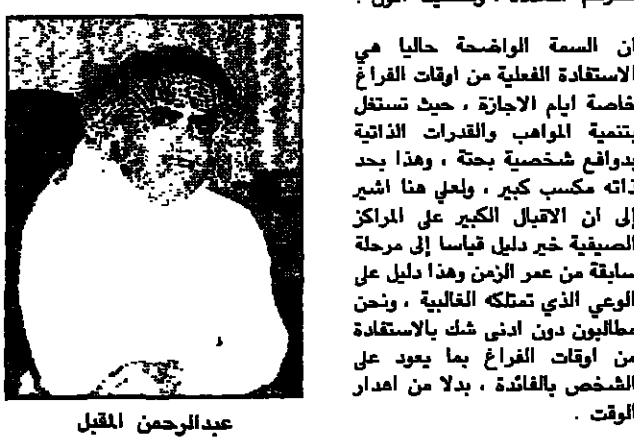 ان السمة الواضحة حاليا هي
الاستفادة الفعلية من اوقات الفراغ
خاصة ايام الاجازة ، حيث تستغل
بتنمية المواهب والقدرات الذاتية
بدوافع شخصية بحتة ، وهذا بحد
ذاته مكسب كبير ، ولعلي هنا اشير
إلى ان الاقبال الكبير على المراكز
الصيفية خير دليل قياسا إلى مرحلة
سابقة من عمر الزمن وهذا دليل على
الوعي الذي تمتلكه الغالبية ، ونحن
مطالبون دون ادنى شك بالاستفادة
من اوقات الفراغ بما يعود على
الشخص بالفائدة ، بدلا من اهدار
الوقت .
عبدالرحمن المقبل